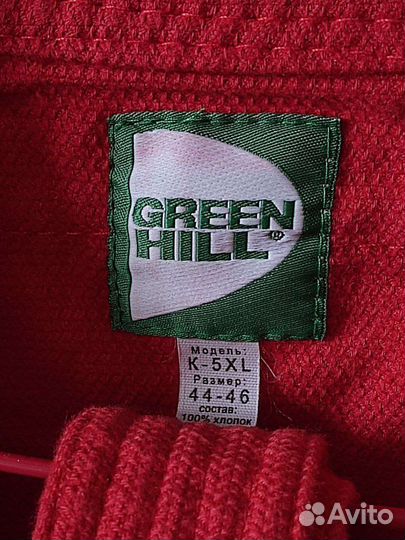 GREEN
HILL®
Модель:
K-5XL
Размер:
44-46
состав:
100% хлопок
Avito